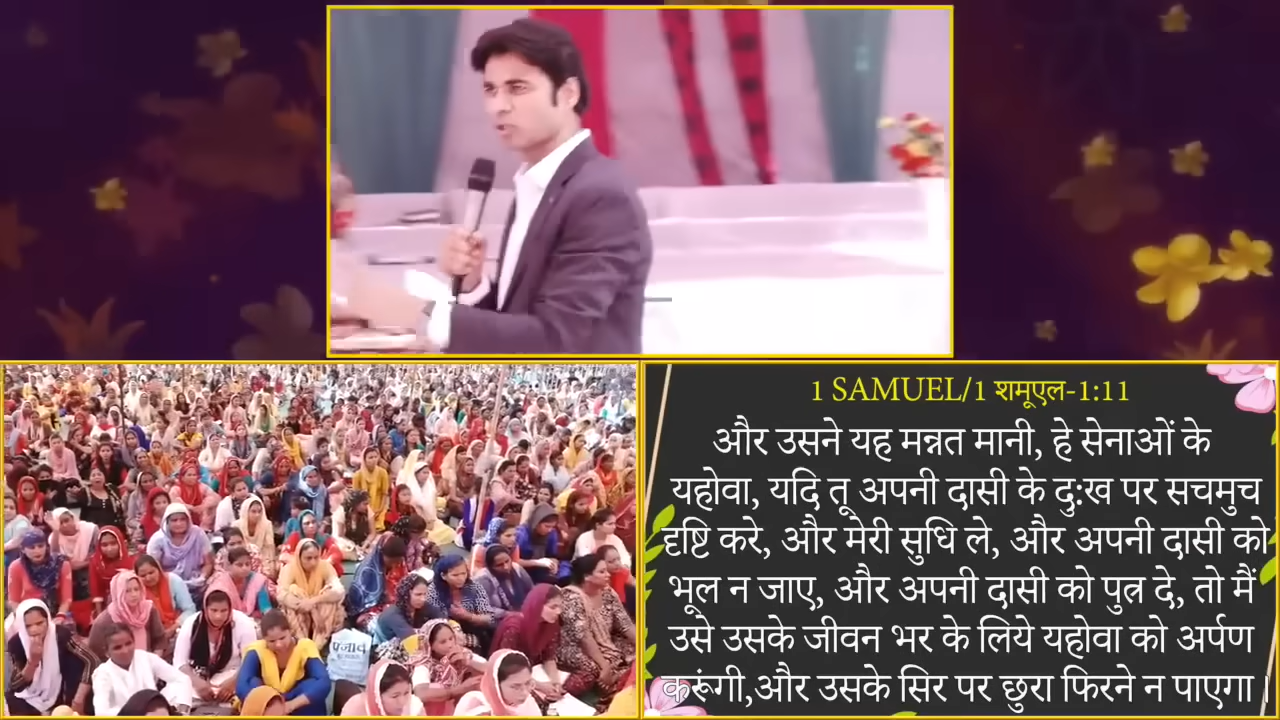 1 SAMUEL/1 शमूएल-1:11
और उसने यह मन्नत मानी, हे सेनाओं के
यहोवा, यदि तू अपनी दासी के दु:ख पर सचमुच
दृष्टि करे, और मेरी सुधि ले, और अपनी दासी को
भूल न जाए, और अपनी दासी को पुत्र दे, तो मैं
उसे उसके जीवन भर के लिये यहोवा को अर्पण
करूंगी,और उसके सिर पर छुरा फिरने न पाएगा।
पंजाब